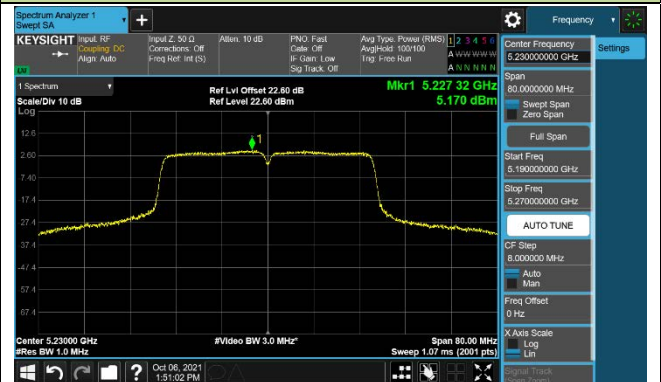 Spectrum Analyzer 1
Swept SA
Frequency
KEYSIGHT
Input: RF
Coupling: DC
Align: Auto
Input Z: 50 Ω
Corrections: Off
Freq Ref: Int (S)
Atten: 10 dB
PNO: Fast
Gate: Off
IF Gain: Low
Sig Track: Off
Avg Type: Power (RMS)
Avg|Hold: 100/100
Trig: Free Run
1 2 3 4 5 6
A W W W W W
A N N N N N
LNI
1 Spectrum
Scale/Div 10 dB
Log
Ref Lvl Offset 22.60 dB
Ref Level 22.60 dBm
Mkr1 5.227 32 GHz
5.170 dBm
1
12.6
2.60
-7.40
-17.4
-27.4
-37.4
-47.4
-57.4
-67.4
Center 5.23000 GHz
#Res BW 1.0 MHz
#Video BW 3.0 MHz*
Span 80.00 MHz
Sweep 1.07 ms (2001 pts)
Oct 06, 2021
1:51:02 PM
Center Frequency
5.230000000 GHz
Settings
Span
80.0000000 MHz
Swept Span
Zero Span
Full Span
Start Freq
5.190000000 GHz
Stop Freq
5.270000000 GHz
AUTO TUNE
CF Step
8.000000 MHz
Auto
Man
Freq Offset
0 Hz
X Axis Scale
Log
Lin
Signal Track
(Span Zoom)